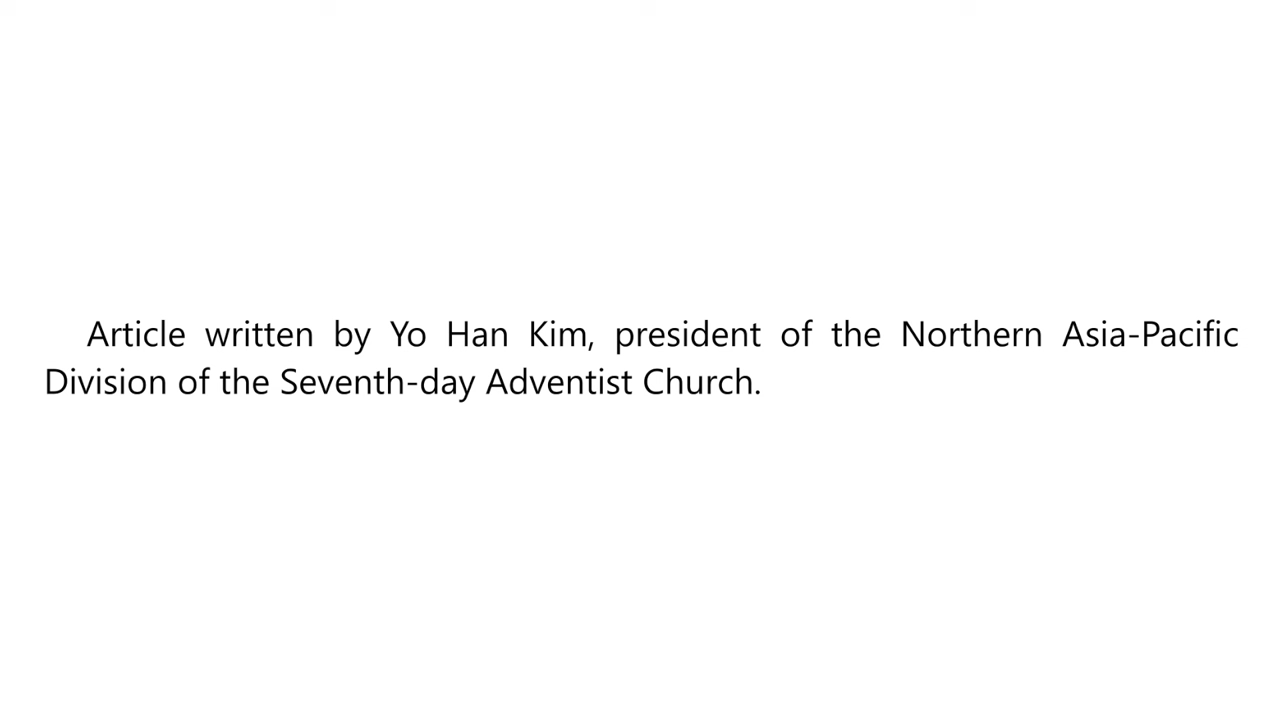 Article written by Yo Han Kim, president of the Northern Asia-Pacific
Division of the Seventh-day Adventist Church.